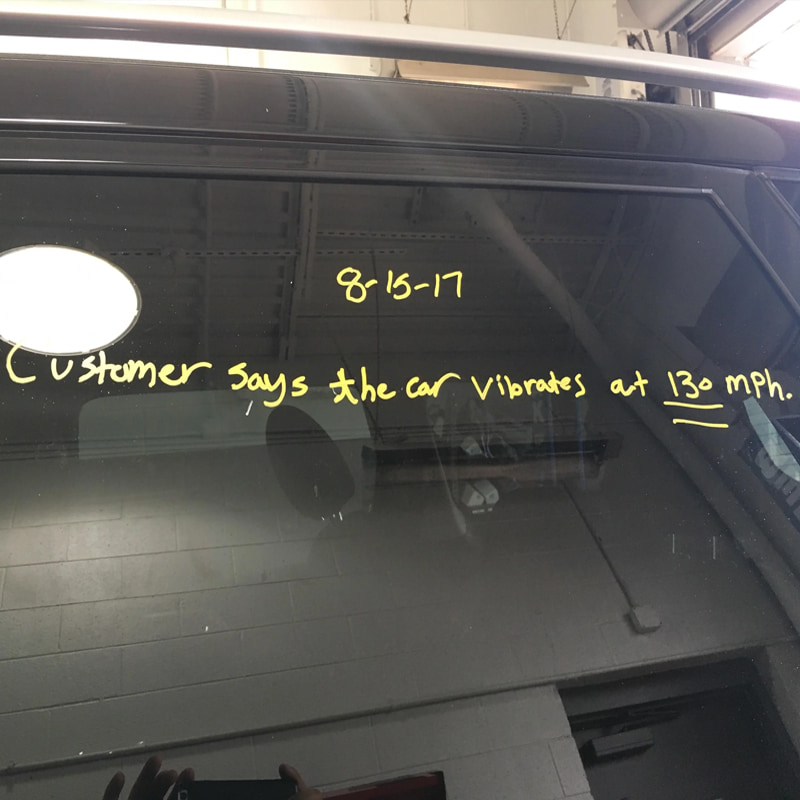 8-15-17
Customer says the car vibrates at 130 mph.